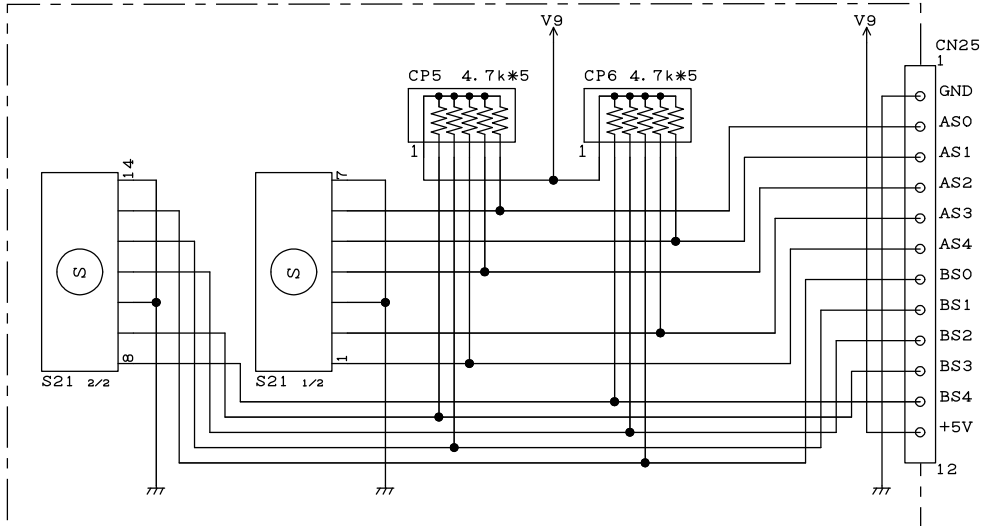 V9
V9
CN25
1
CP5 4.7k*5
CP6 4.7k*5
GND
AS0
AS1
1
1
14
7
AS2
AS3
AS4
S
S
BS0
BS1
BS2
8
1
BS3
S21 2/2
S21 1/2
BS4
+5V
12